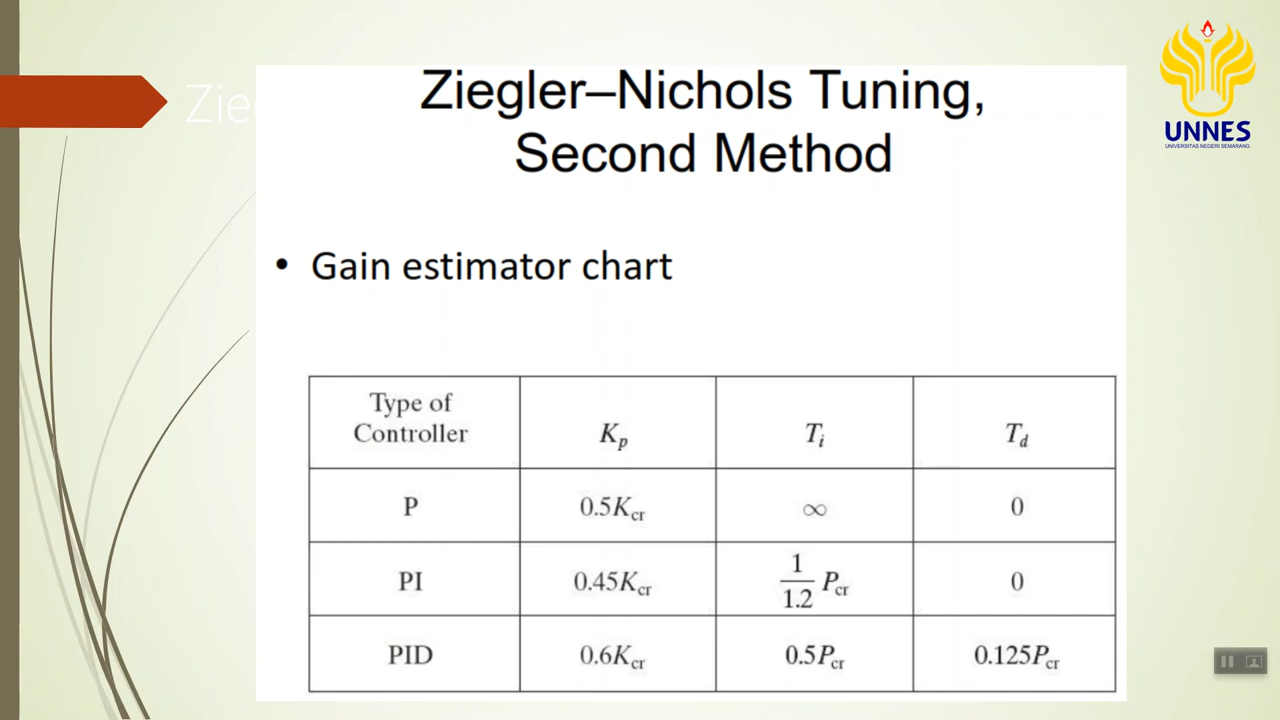 Zie
Ziegler–Nichols Tuning,
Second Method
UNNES
UNIVERSITAS NEGERI SEMARANG
• Gain estimator chart
Type of
Controller
Kp
Ti
Td
P
0.5Kcr
∞
0
PI
0.45Kcr
1/1.2 Pcr
0
PID
0.6Kcr
0.5Pcr
0.125Pcr